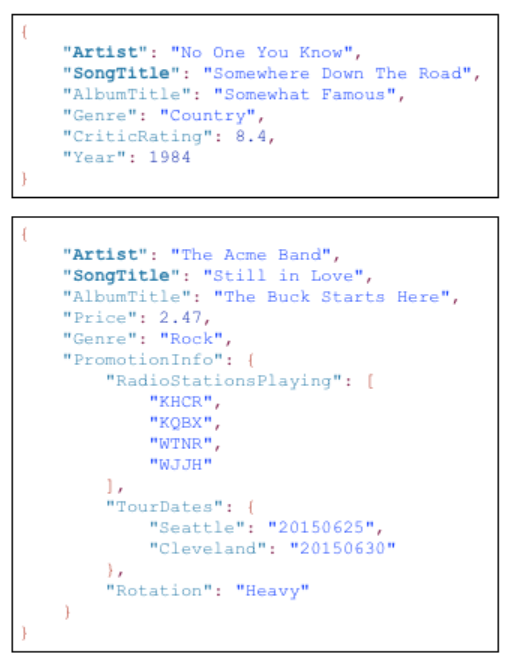 {
    "Artist": "No One You Know",
    "SongTitle": "Somewhere Down The Road",
    "AlbumTitle": "Somewhat Famous",
    "Genre": "Country",
    "CriticRating": 8.4,
    "Year": 1984
}
{
    "Artist": "The Acme Band",
    "SongTitle": "Still in Love",
    "AlbumTitle": "The Buck Starts Here",
    "Price": 2.47,
    "Genre": "Rock",
    "PromotionInfo": {
        "RadioStationsPlaying": [
            "KHCR",
            "KQBX",
            "WTNR",
            "WJJH"
        ],
        "TourDates": {
            "Seattle": "20150625",
            "Cleveland": "20150630"
        },
        "Rotation": "Heavy"
    }
}